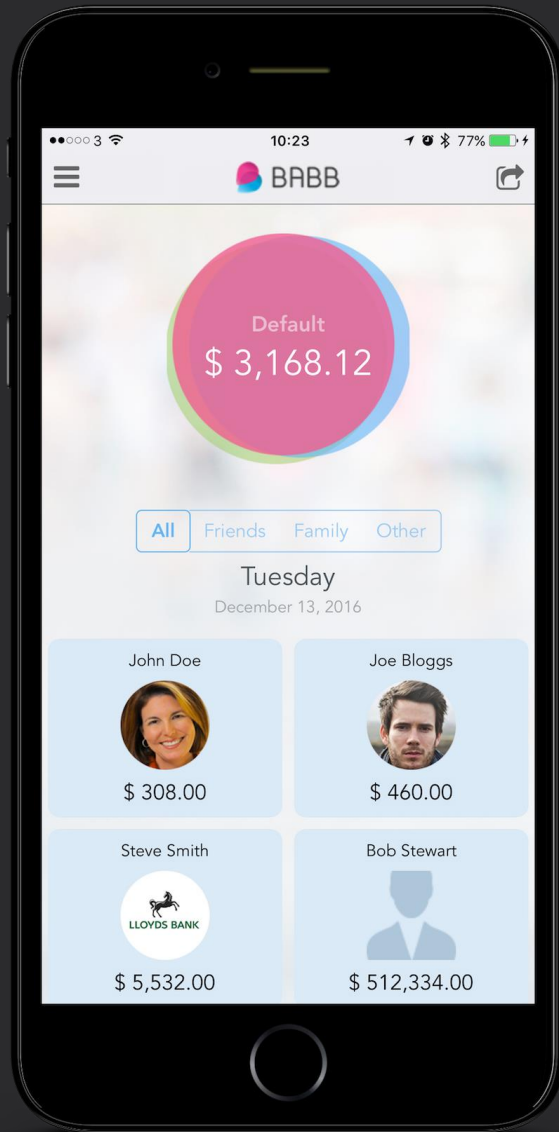 3 10:23 77%
BABB
Default
$ 3,168.12
All Friends Family Other
Tuesday
December 13, 2016
John Doe Joe Bloggs
$ 308.00 $ 460.00
Steve Smith Bob Stewart
LLOYDS BANK
$ 5,532.00 $ 512,334.00